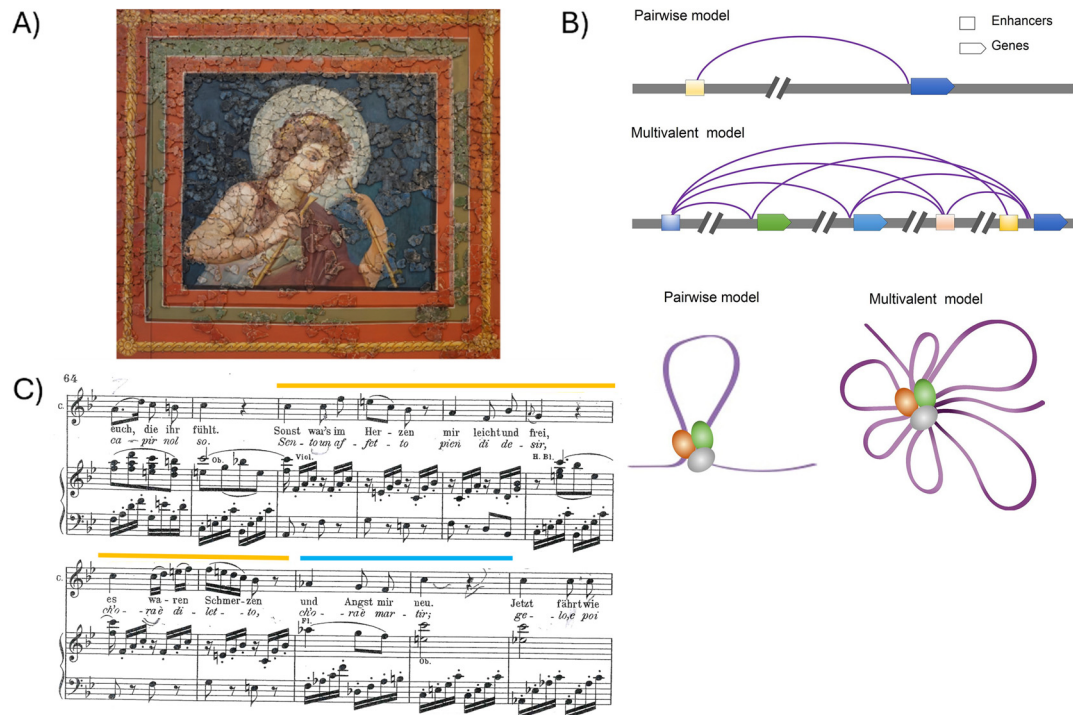 A)
B)
Pairwise model
Enhancers
Genes
Multivalent model
Pairwise model
Multivalent model
C)
64
C.
euch, die ihr fühlt. Sonst war's im Her- zen mir leicht und frei,
ca - pir nol so. Sen - to un af - fet - to pien di de - sir,
Ob. Viol. H. Bl.
C.
es wa - ren Schmerzen und Angst mir neu. Jetzt fährt wie
ch'o - ra è di - let - to, ch'o - ra è mar - tir; ge - lo, e poi
Fl.
Ob.